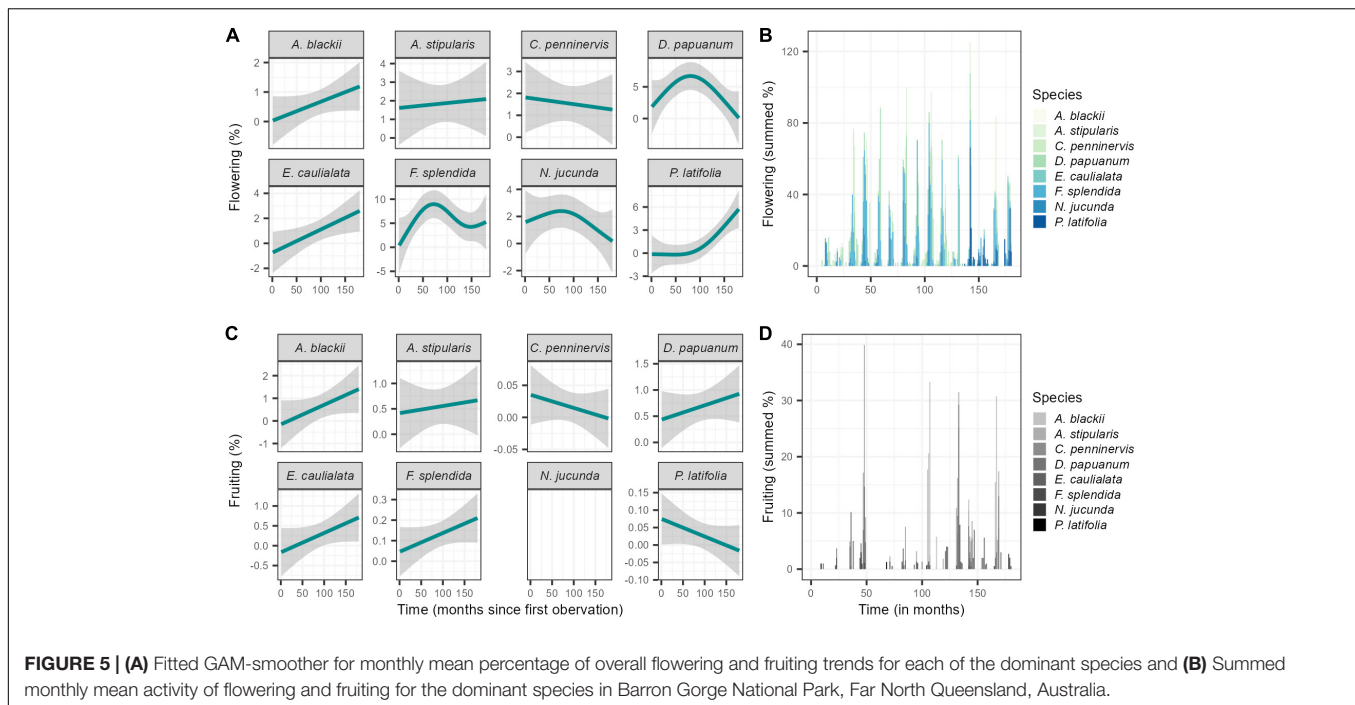 A
A. blackii
A. stipularis
C. penninervis
D. papuanum
2
1
0
4
3
2
1
0
3
2
1
0
5
0
E. caulialata
F. splendida
N. jucunda
P. latifolia
4
2
0
-2
10
5
0
-5
4
2
0
-2
6
3
0
-3
0 50 100 150
0 50 100 150
0 50 100 150
0 50 100 150
Flowering (%)
B
120
80
40
0
0 50 100 150
Flowering (summed %)
Species
A. blackii
A. stipularis
C. penninervis
D. papuanum
E. caulialata
F. splendida
N. jucunda
P. latifolia
C
A. blackii
A. stipularis
C. penninervis
D. papuanum
2
1
0
-1
1.0
0.5
0.0
0.05
0.00
-0.05
1.5
1.0
0.5
0.0
E. caulialata
F. splendida
N. jucunda
P. latifolia
1.0
0.5
0.0
-0.5
0.3
0.2
0.1
0.0
0.15
0.10
0.05
0.00
-0.05
-0.10
0 50 100 150
0 50 100 150
0 50 100 150
0 50 100 150
Fruiting (%)
Time (months since first obervation)
D
40
30
20
10
0
0 50 100 150
Fruiting (summed %)
Time (in months)
Species
A. blackii
A. stipularis
C. penninervis
D. papuanum
E. caulialata
F. splendida
N. jucunda
P. latifolia
FIGURE 5 | (A) Fitted GAM-smoother for monthly mean percentage of overall flowering and fruiting trends for each of the dominant species and (B) Summed
monthly mean activity of flowering and fruiting for the dominant species in Barron Gorge National Park, Far North Queensland, Australia.